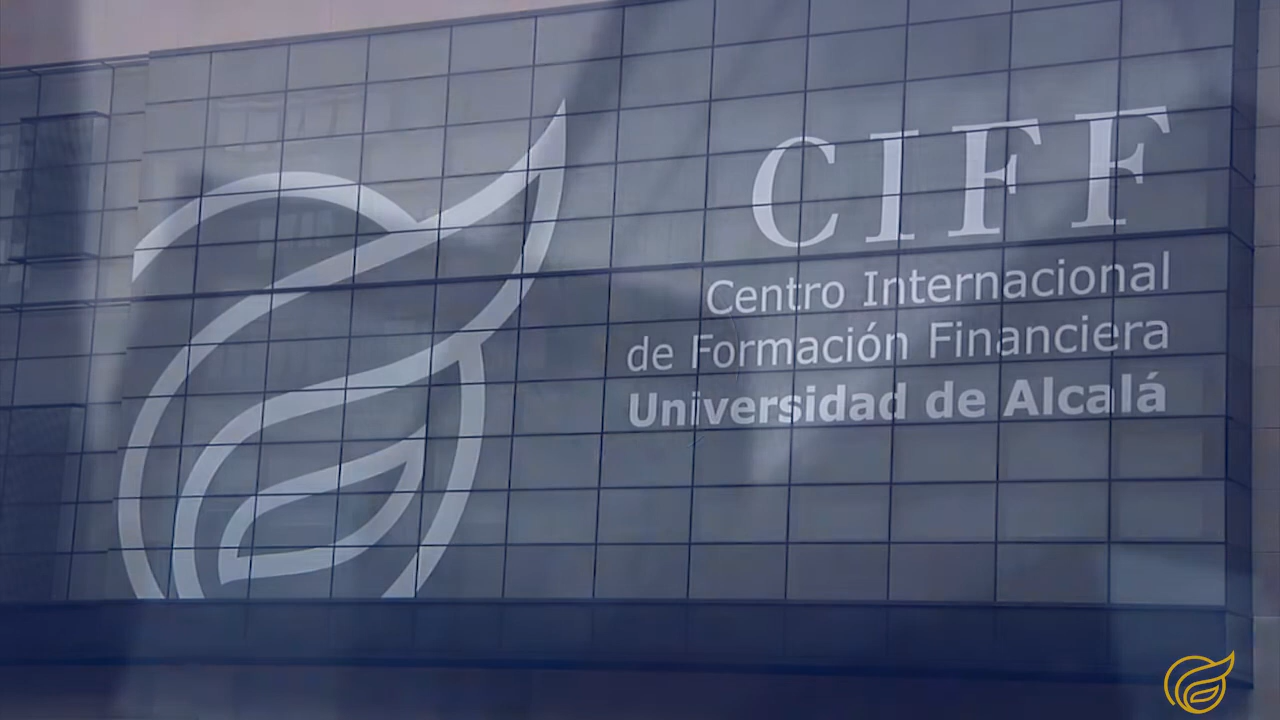 CIFF
Centro Internacional
de Formación Financiera
Universidad de Alcalá